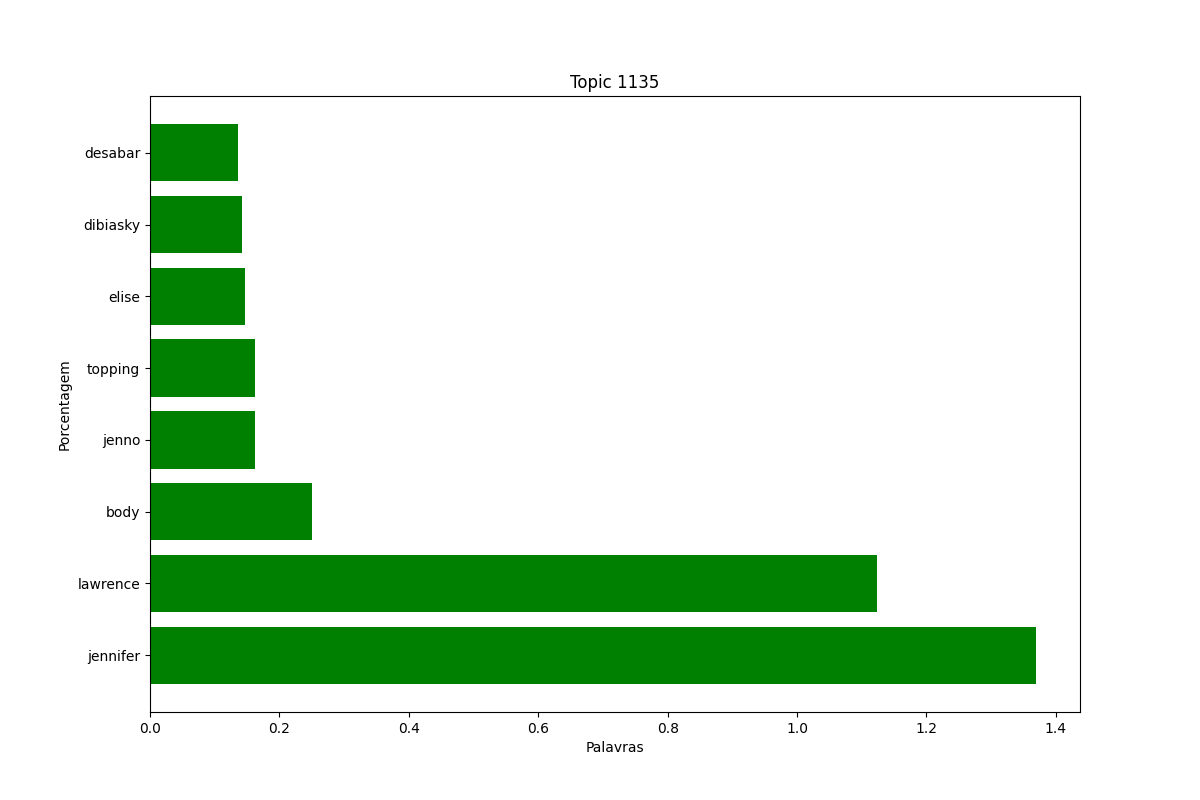 Topic 1135
desabar
dibiasky
elise
topping
jenno
body
lawrence
jennifer
Porcentagem
0.0 0.2 0.4 0.6 0.8 1.0 1.2 1.4
Palavras